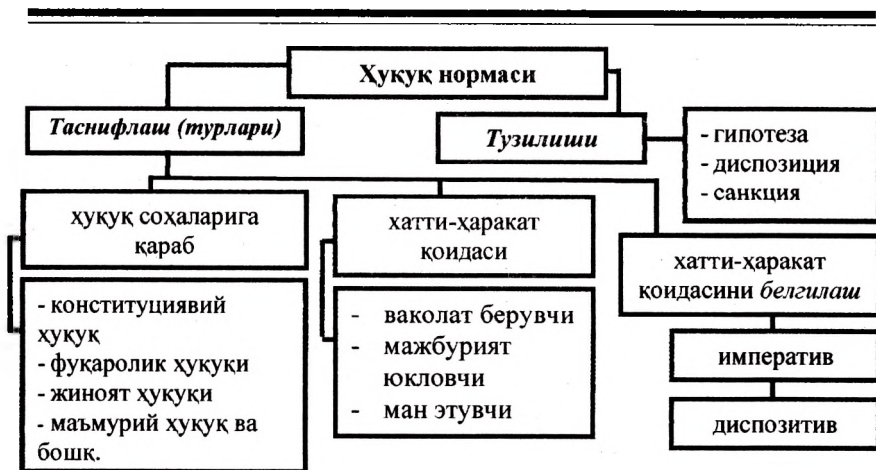 Ҳуқуқ нормаси
Таснифлаш (турлари)
Тузилиши
- гипотеза
- диспозиция
- санкция
ҳуқуқ соҳаларига
қараб
- конституциявий
ҳуқуқ
- фуқаролик ҳуқуқи
- жиноят ҳуқуқи
- маъмурий ҳуқуқ ва
бошқ.
хатти-ҳаракат
қоидаси
- ваколат берувчи
- мажбурият
юкловчи
- ман этувчи
хатти-ҳаракат
қоидасини белгилаш
императив
диспозитив